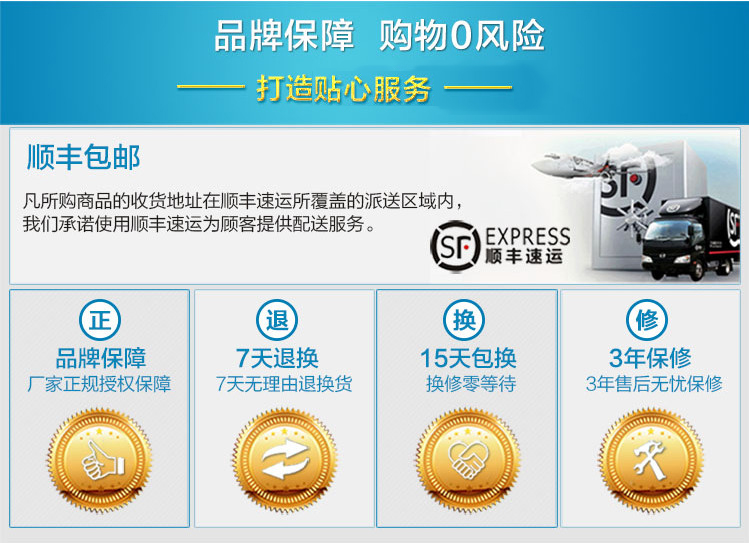 品牌保障 购物0风险
打造贴心服务
顺丰包邮
凡所购商品的收货地址在顺丰速运所覆盖的派送区域内，
我们承诺使用顺丰速运为顾客提供配送服务。
SF EXPRESS
顺丰速运
SF
SF
正
品牌保障
厂家正规授权保障
退
7天退换
7天无理由退换货
换
15天包换
换修零等待
修
3年保修
3年售后无忧保修